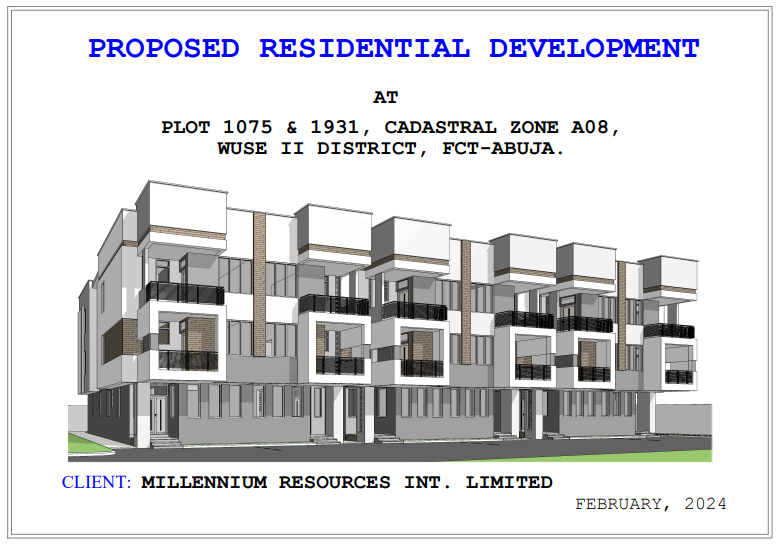 PROPOSED RESIDENTIAL DEVELOPMENT
AT
PLOT 1075 & 1931, CADASTRAL ZONE A08,
WUSE II DISTRICT, FCT-ABUJA.
CLIENT: MILLENNIUM RESOURCES INT. LIMITED
FEBRUARY, 2024